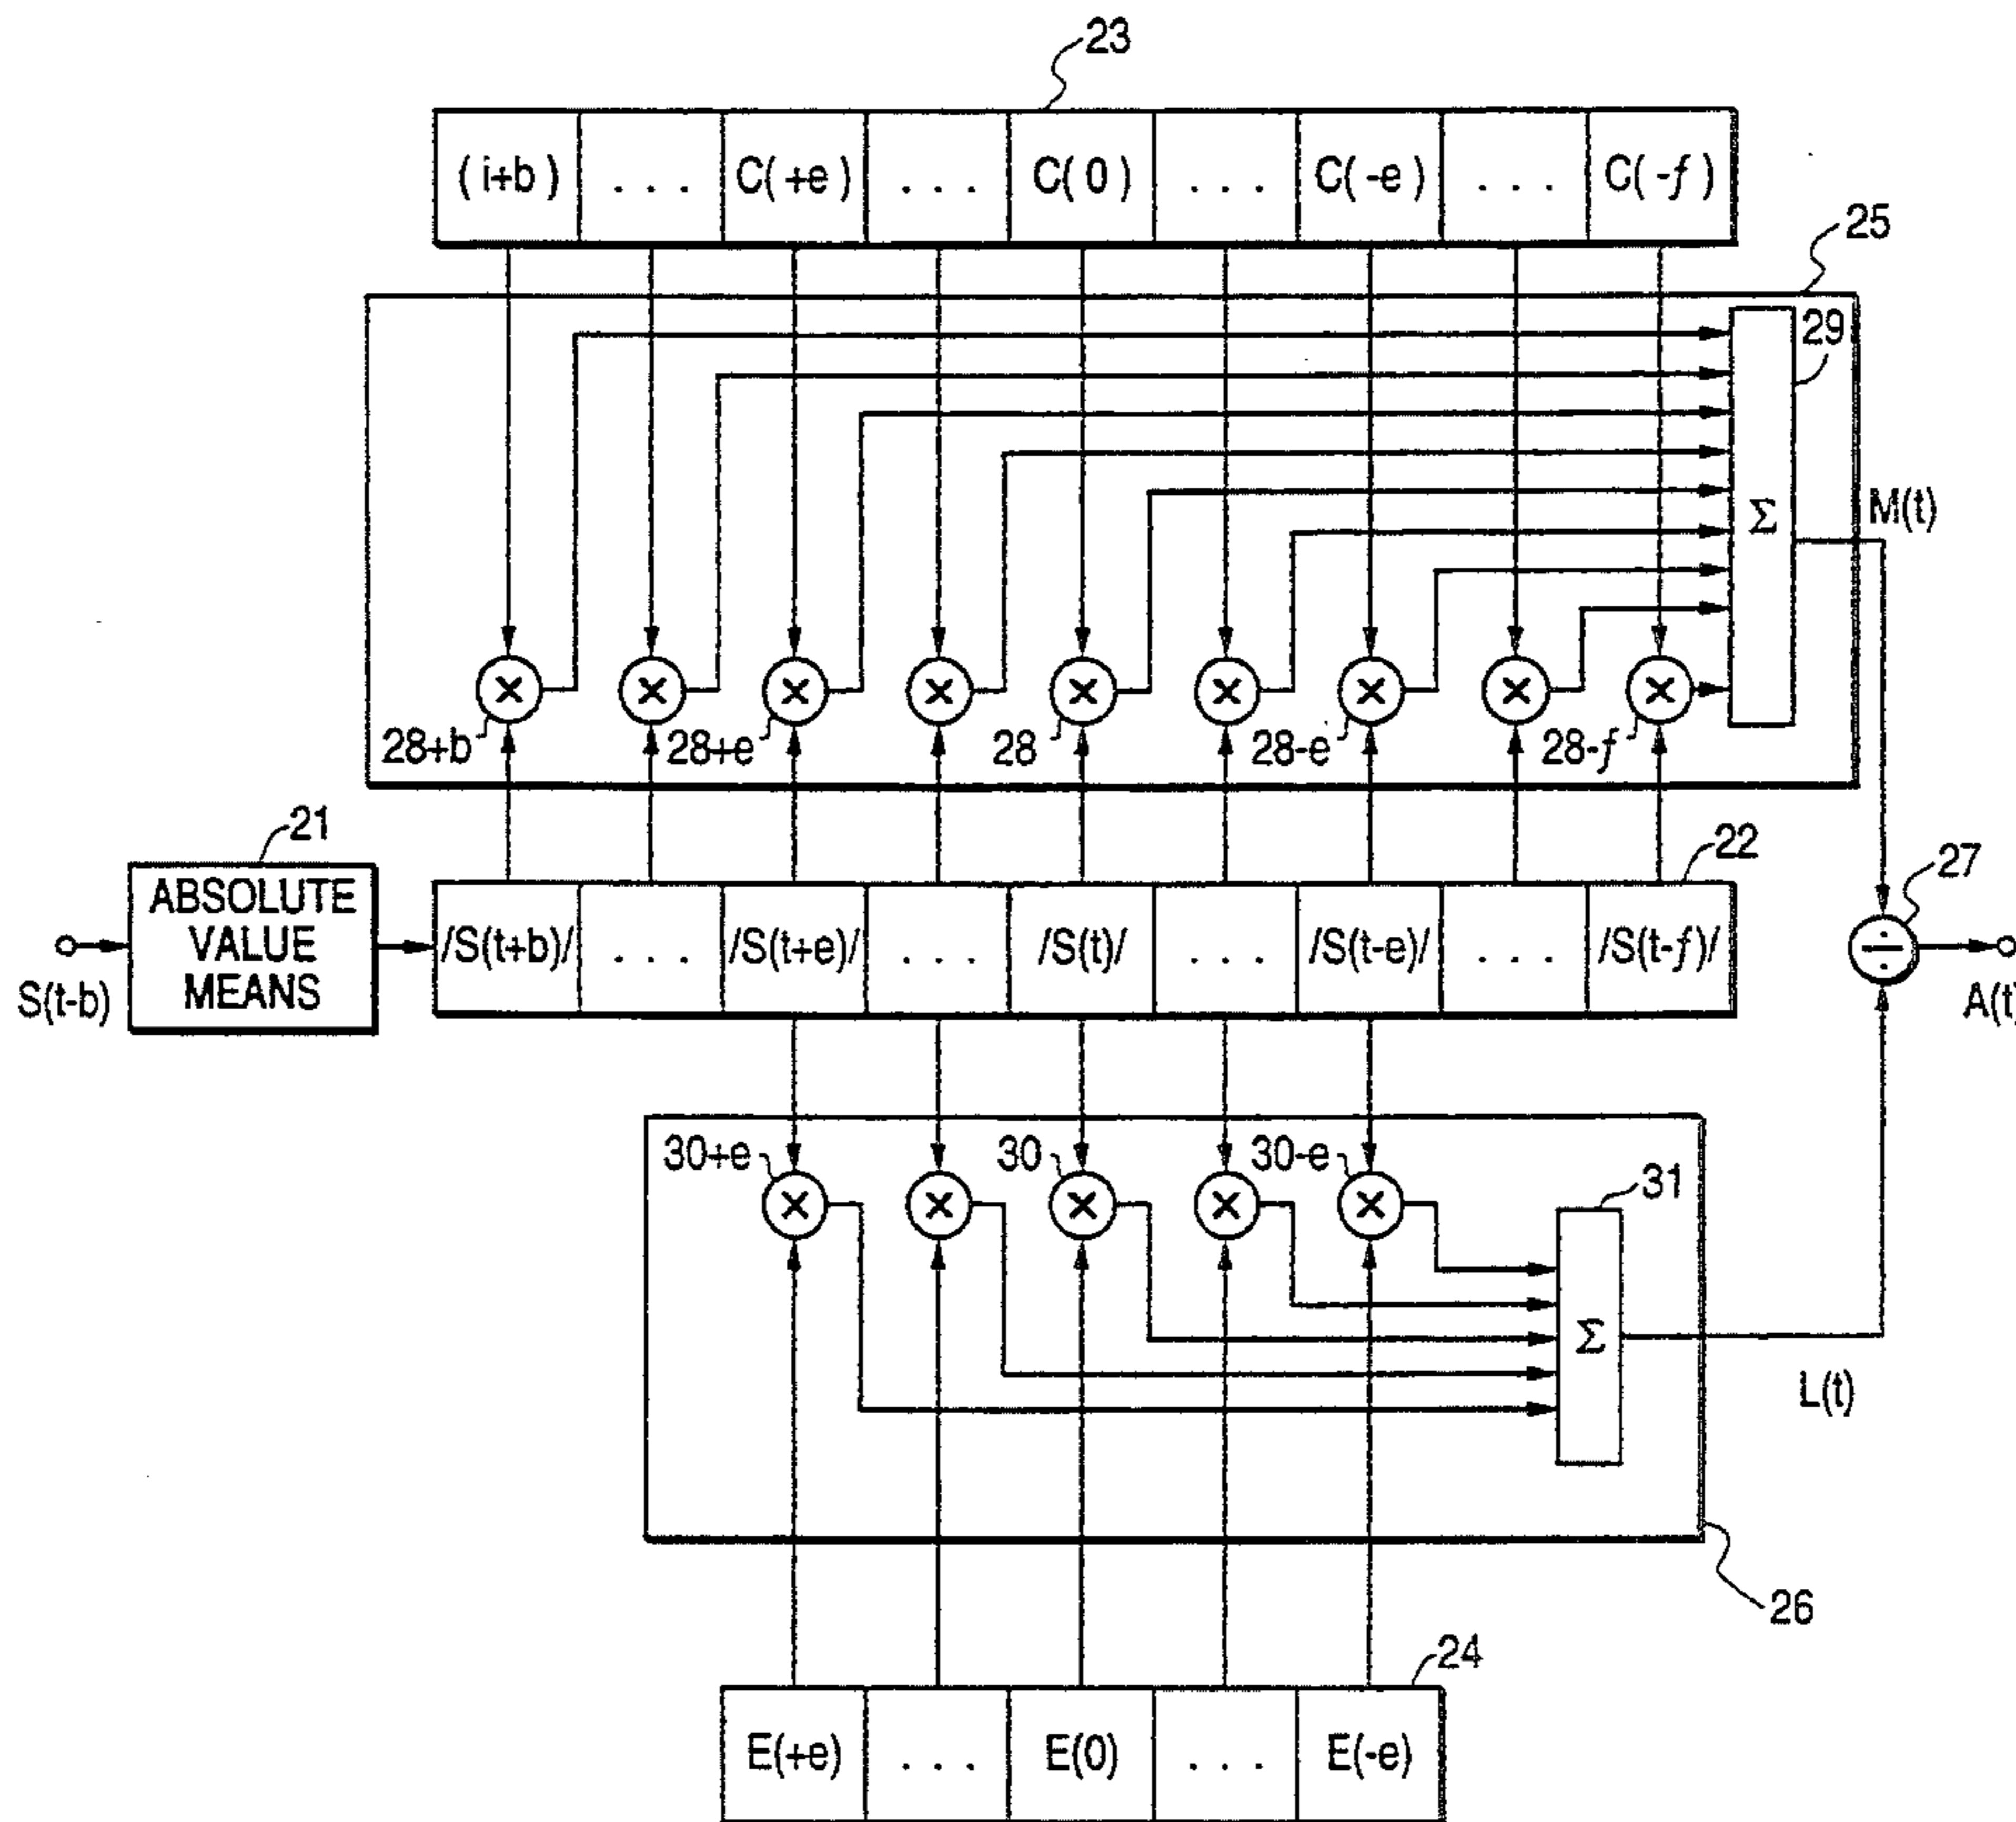 23
(i+b) . . . C(+e) . . . C(0) . . . C(-e) . . . C(-f)
25
29
Σ
M(t)
28+b 28+e 28 28-e 28-f
21
ABSOLUTE
VALUE
MEANS
S(t-b)
22
/S(t+b)/ . . . /S(t+e)/ . . . /S(t)/ . . . /S(t-e)/ . . . /S(t-f)/
27
A(t)
30+e 30 30-e
31
Σ
L(t)
26
24
E(+e) . . . E(0) . . . E(-e)